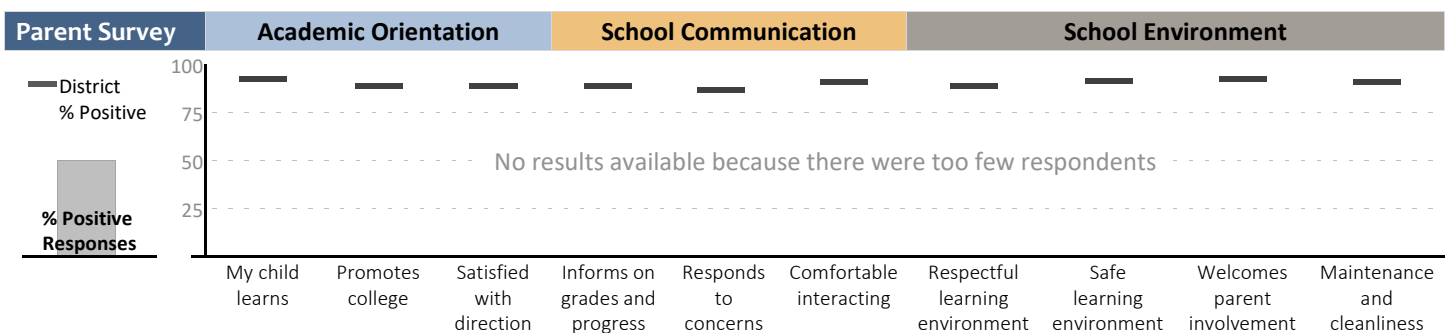 Parent Survey
Academic Orientation
School Communication
School Environment
District
% Positive
% Positive
Responses
100
75
50
25
No results available because there were too few respondents
My child
learns
Promotes
college
Satisfied
with
direction
Informs on
grades and
progress
Responds
to
concerns
Comfortable
interacting
Respectful
learning
environment
Safe
learning
environment
Welcomes
parent
involvement
Maintenance
and
cleanliness